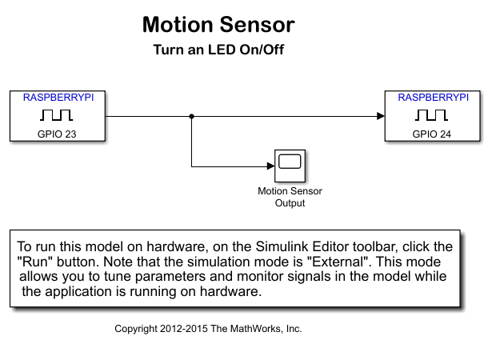 Motion Sensor
Turn an LED On/Off
RASPBERRYPI
GPIO 23
RASPBERRYPI
GPIO 24
Motion Sensor
Output
To run this model on hardware, on the Simulink Editor toolbar, click the
"Run" button. Note that the simulation mode is "External". This mode
allows you to tune parameters and monitor signals in the model while
the application is running on hardware.
Copyright 2012-2015 The MathWorks, Inc.